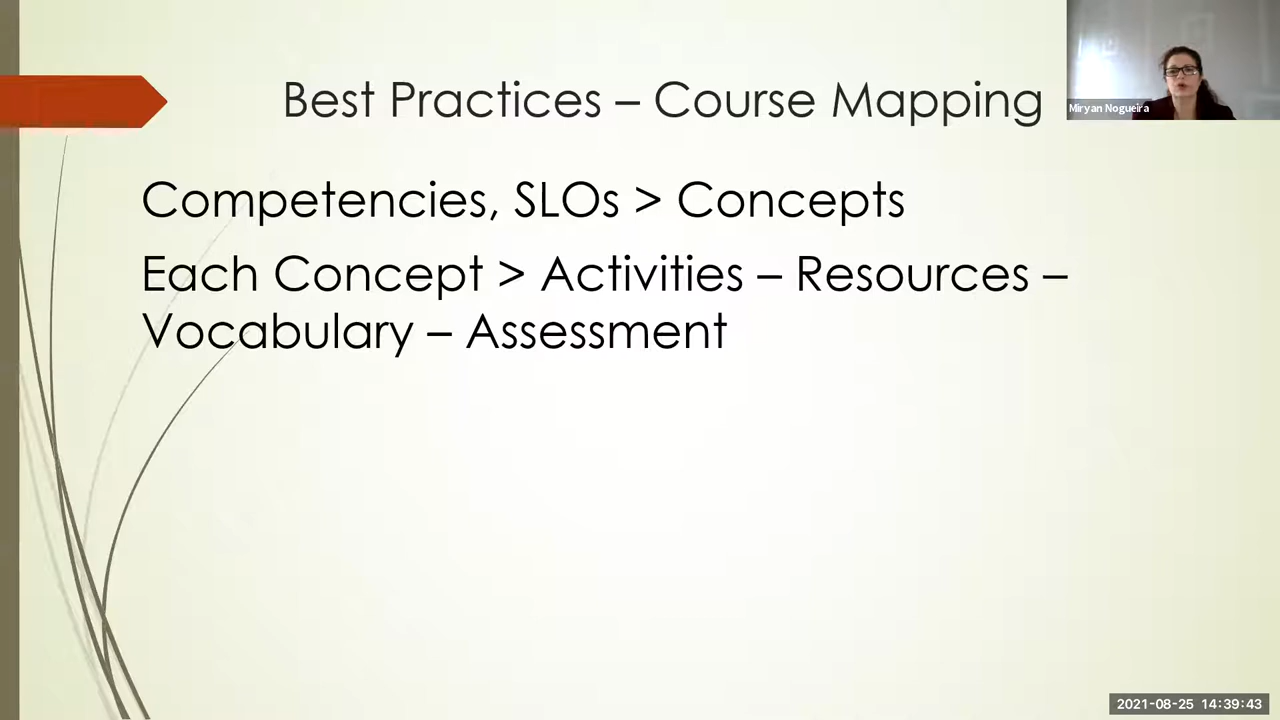 Best Practices – Course Mapping
Miryan Nogueira
Competencies, SLOs > Concepts
Each Concept > Activities – Resources –
Vocabulary – Assessment
2021-08-25 14:39:43